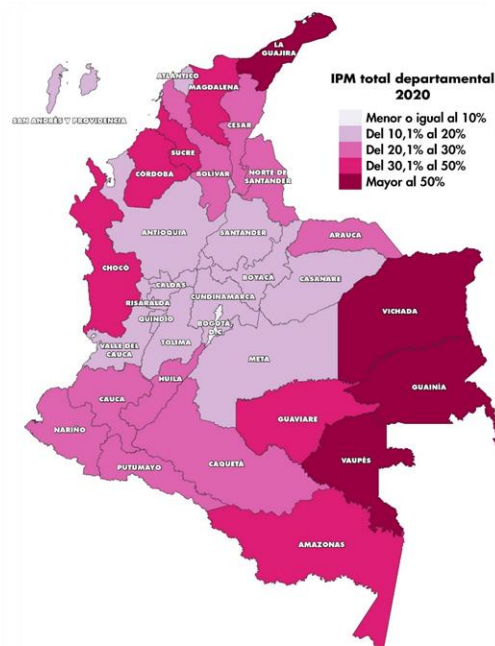 LA
GUAJIRA
ATLÁNTICO
MAGDALENA
SAN ANDRÉS Y PROVIDENCIA
CESAR
SUCRE
CÓRDOBA
BOLÍVAR
NORTE DE
SANTANDER
ANTIOQUIA
SANTANDER
ARAUCA
CHOCÓ
BOYACÁ
CALDAS
CASANARE
RISARALDA
CUNDINAMARCA
VICHADA
QUINDIO
BOGOTÁ,
D.C.
VALLE DEL
CAUCA
TOLIMA
META
GUAINÍA
HUILA
CAUCA
GUAVIARE
NARIÑO
VAUPÉS
PUTUMAYO
CAQUETÁ
AMAZONAS
IPM total departamental
2020
Menor o igual al 10%
Del 10,1% al 20%
Del 20,1% al 30%
Del 30,1% al 50%
Mayor al 50%